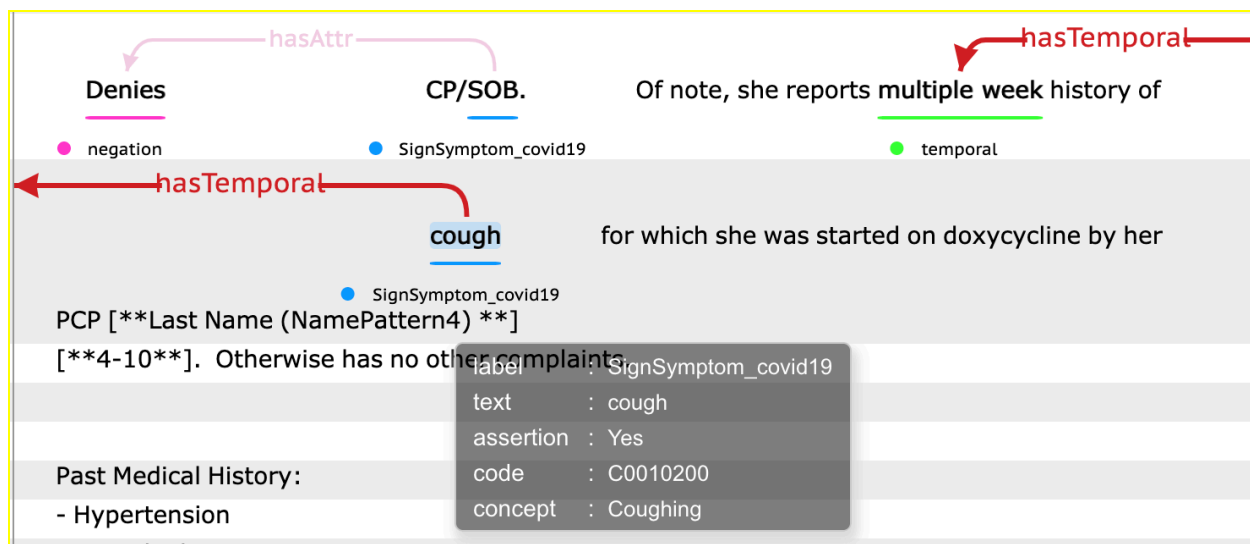 hasAttr hasTemporal
Denies CP/SOB. Of note, she reports multiple week history of
negation SignSymptom_covid19 temporal
hasTemporal
cough for which she was started on doxycycline by her
SignSymptom_covid19
PCP [**Last Name (NamePattern4) **]
[**4-10**]. Otherwise has no other complaints.
label : SignSymptom_covid19
text : cough
assertion : Yes
code : C0010200
concept : Coughing
Past Medical History:
- Hypertension